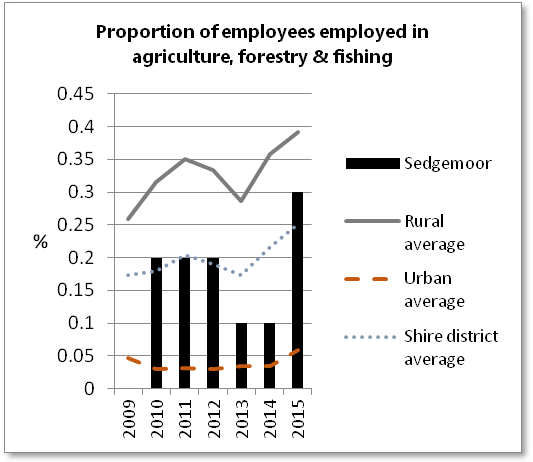 Proportion of employees employed in
agriculture, forestry & fishing
0.45
0.4
0.35
0.3
0.25
0.2
0.15
0.1
0.05
0
%
2009
2010
2011
2012
2013
2014
2015
Sedgemoor
Rural
average
Urban
average
Shire district
average